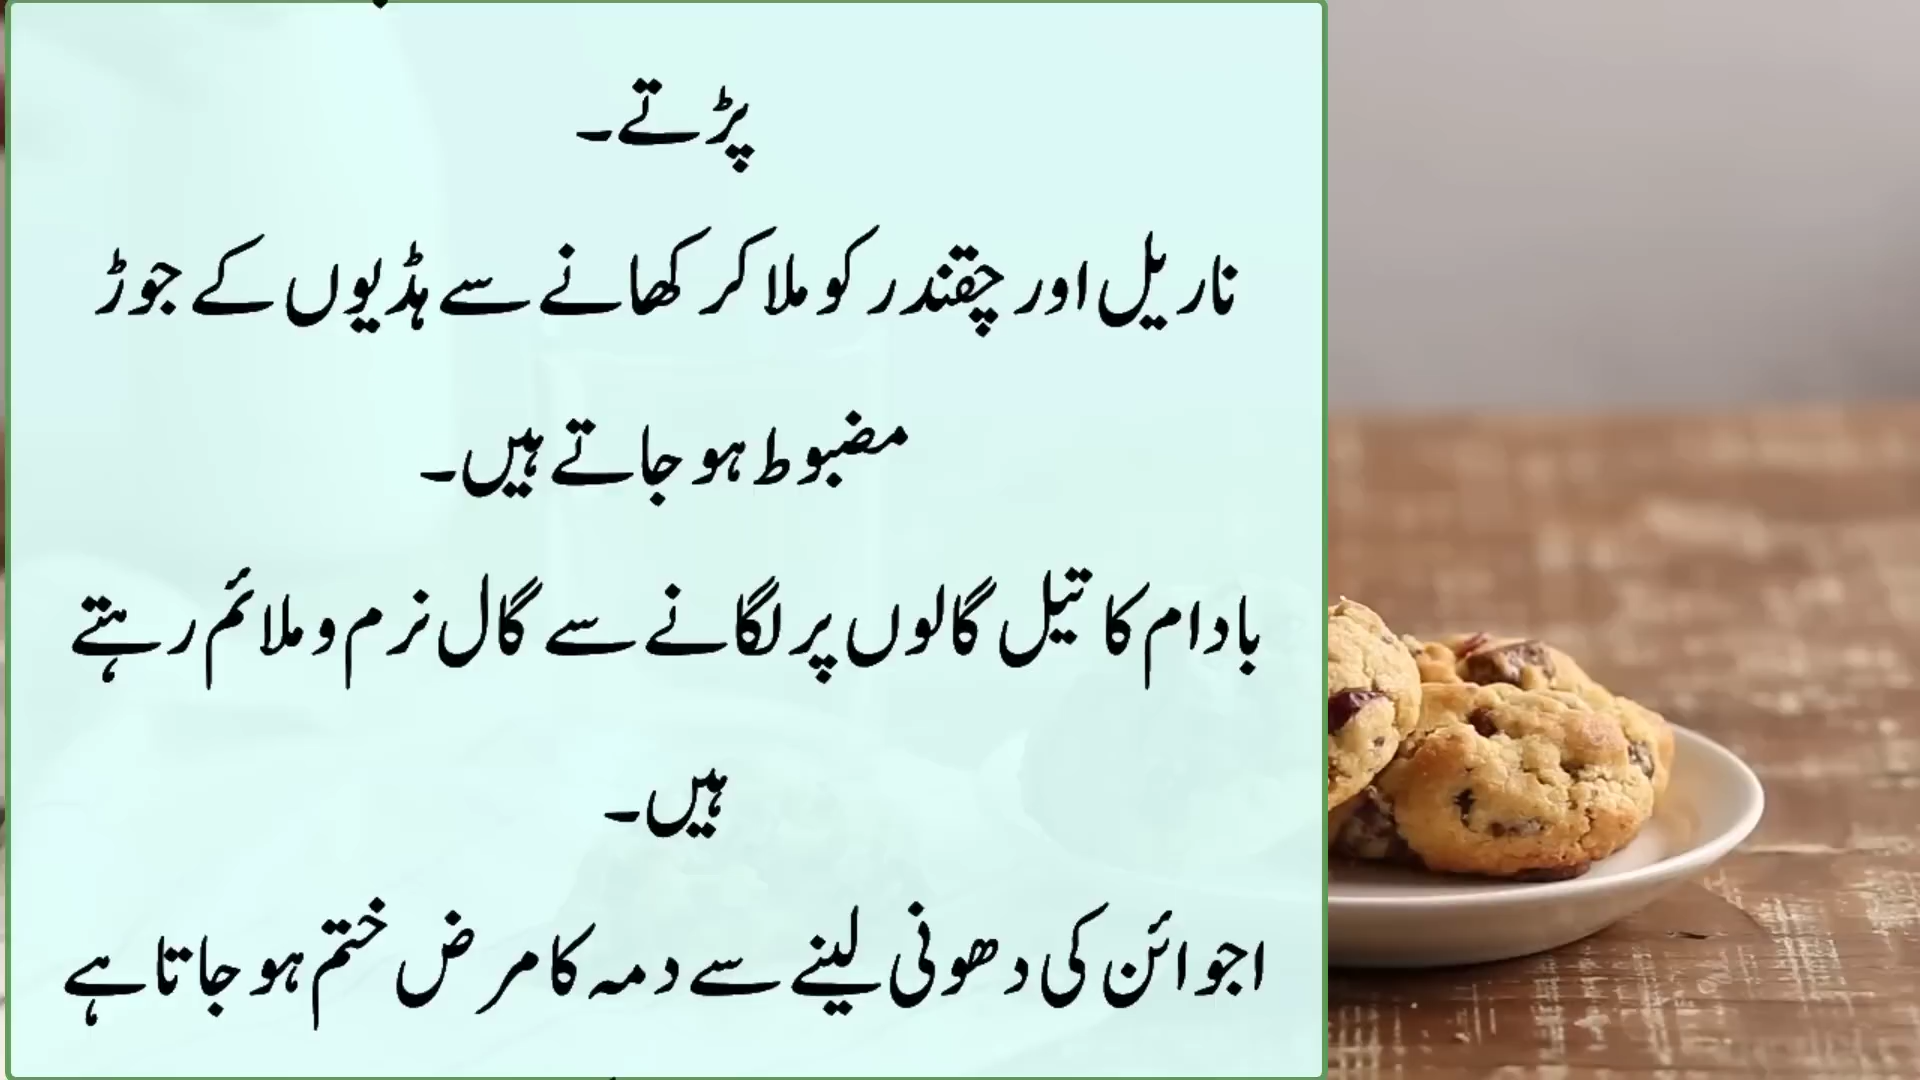 پڑتے۔
ناریل اور چقندر کو ملا کر کھانے سے ہڈیوں کے جوڑ
مضبوط ہو جاتے ہیں۔
بادام کا تیل گالوں پر لگانے سے گال نرم و ملائم رہتے
ہیں۔
اجوائن کی دھونی لینے سے دمہ کا مرض ختم ہو جاتا ہے